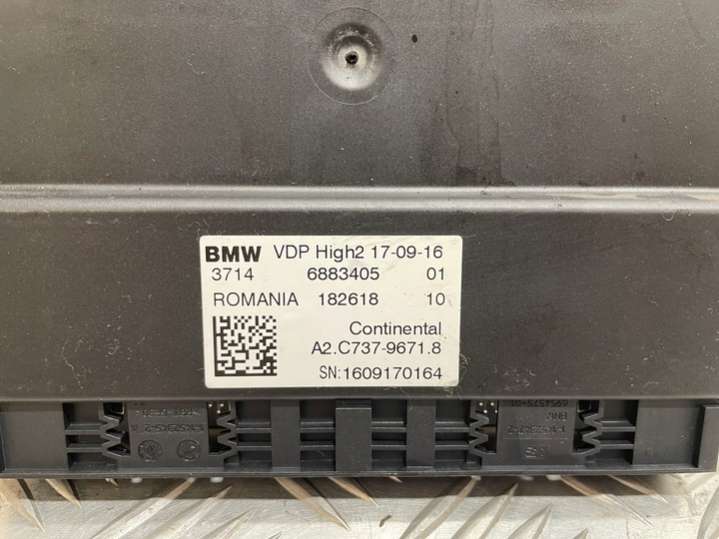 BMW VDP High2 17-09-16
3714 6883405 01
ROMANIA 182618 10
Continental
A2.C737-9671.8
SN:1609170164